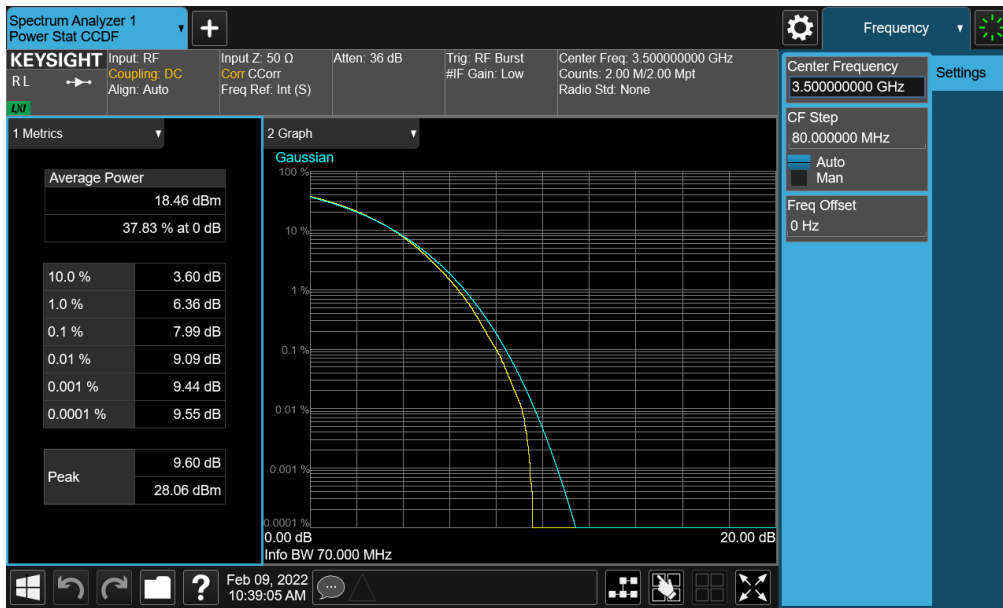 Spectrum Analyzer 1
Power Stat CCDF
+
Frequency
KEYSIGHT
R L
LXI
Input: RF
Coupling: DC
Align: Auto
Input Z: 50 Ω
Corr CCorr
Freq Ref: Int (S)
Atten: 36 dB
Trig: RF Burst
#IF Gain: Low
Center Freq: 3.500000000 GHz
Counts: 2.00 M/2.00 Mpt
Radio Std: None
Center Frequency
3.500000000 GHz
Settings
CF Step
80.000000 MHz
Auto
Man
Freq Offset
0 Hz
1 Metrics
Average Power
18.46 dBm
37.83 % at 0 dB
10.0 % 3.60 dB
1.0 % 6.36 dB
0.1 % 7.99 dB
0.01 % 9.09 dB
0.001 % 9.44 dB
0.0001 % 9.55 dB
Peak
9.60 dB
28.06 dBm
2 Graph
Gaussian
100 %
10 %
1 %
0.1 %
0.01 %
0.001 %
0.0001 %
0.00 dB 20.00 dB
Info BW 70.000 MHz
?
Feb 09, 2022
10:39:05 AM